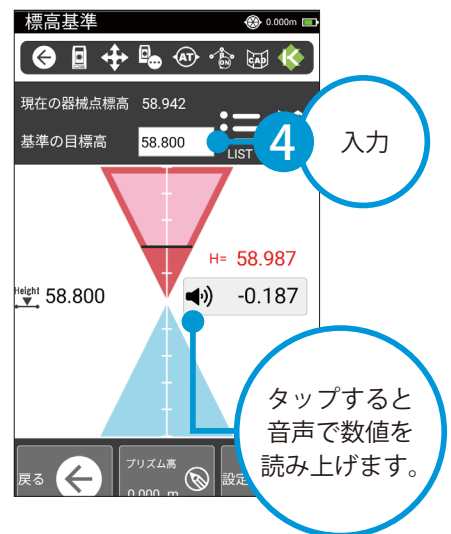 標高基準
0.000m
AT
ON
CAD
現在の器械点標高 58.942
基準の目標高 58.800
LIST
4
入力
H= 58.987
Height 58.800
-0.187
タップすると
音声で数値を
読み上げます。
戻る
プリズム高
0.000 m
設定